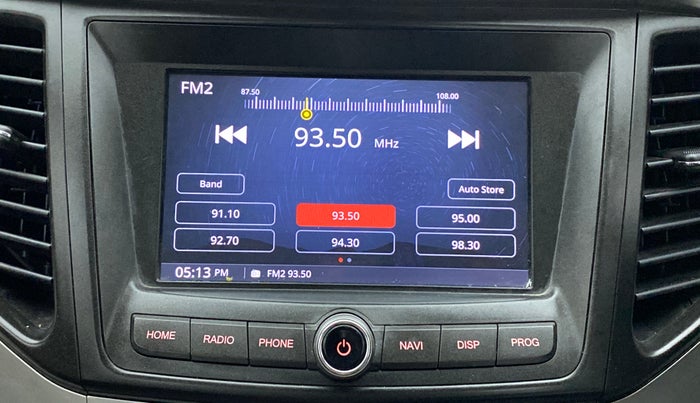 FM2
87.50 108.00
93.50 MHz
Band Auto Store
91.10 93.50 95.00
92.70 94.30 98.30
05:13 PM FM2 93.50
HOME RADIO PHONE NAVI DISP PROG